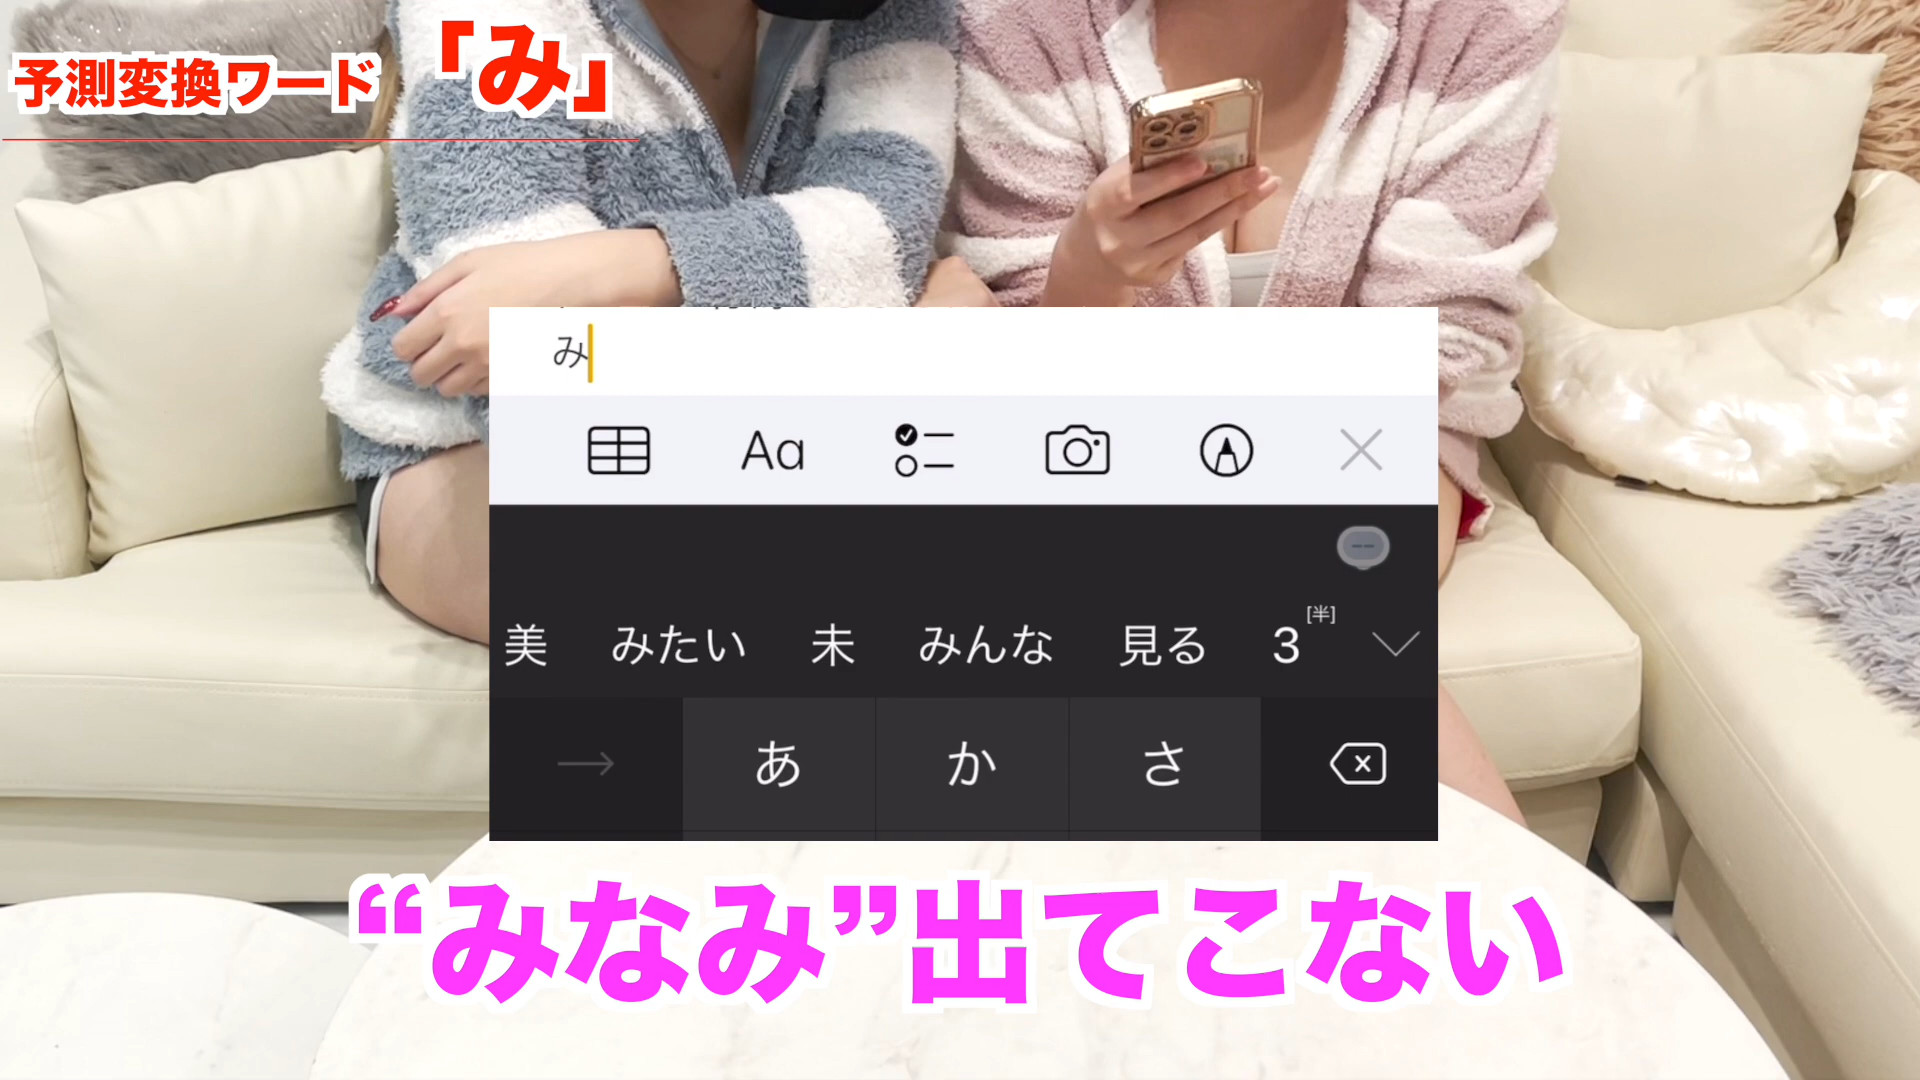 予測変換ワード 「み」
み
Aa
美 みたい 未 みんな 見る 3 [半]
→ あ か さ
“みなみ”出てこない